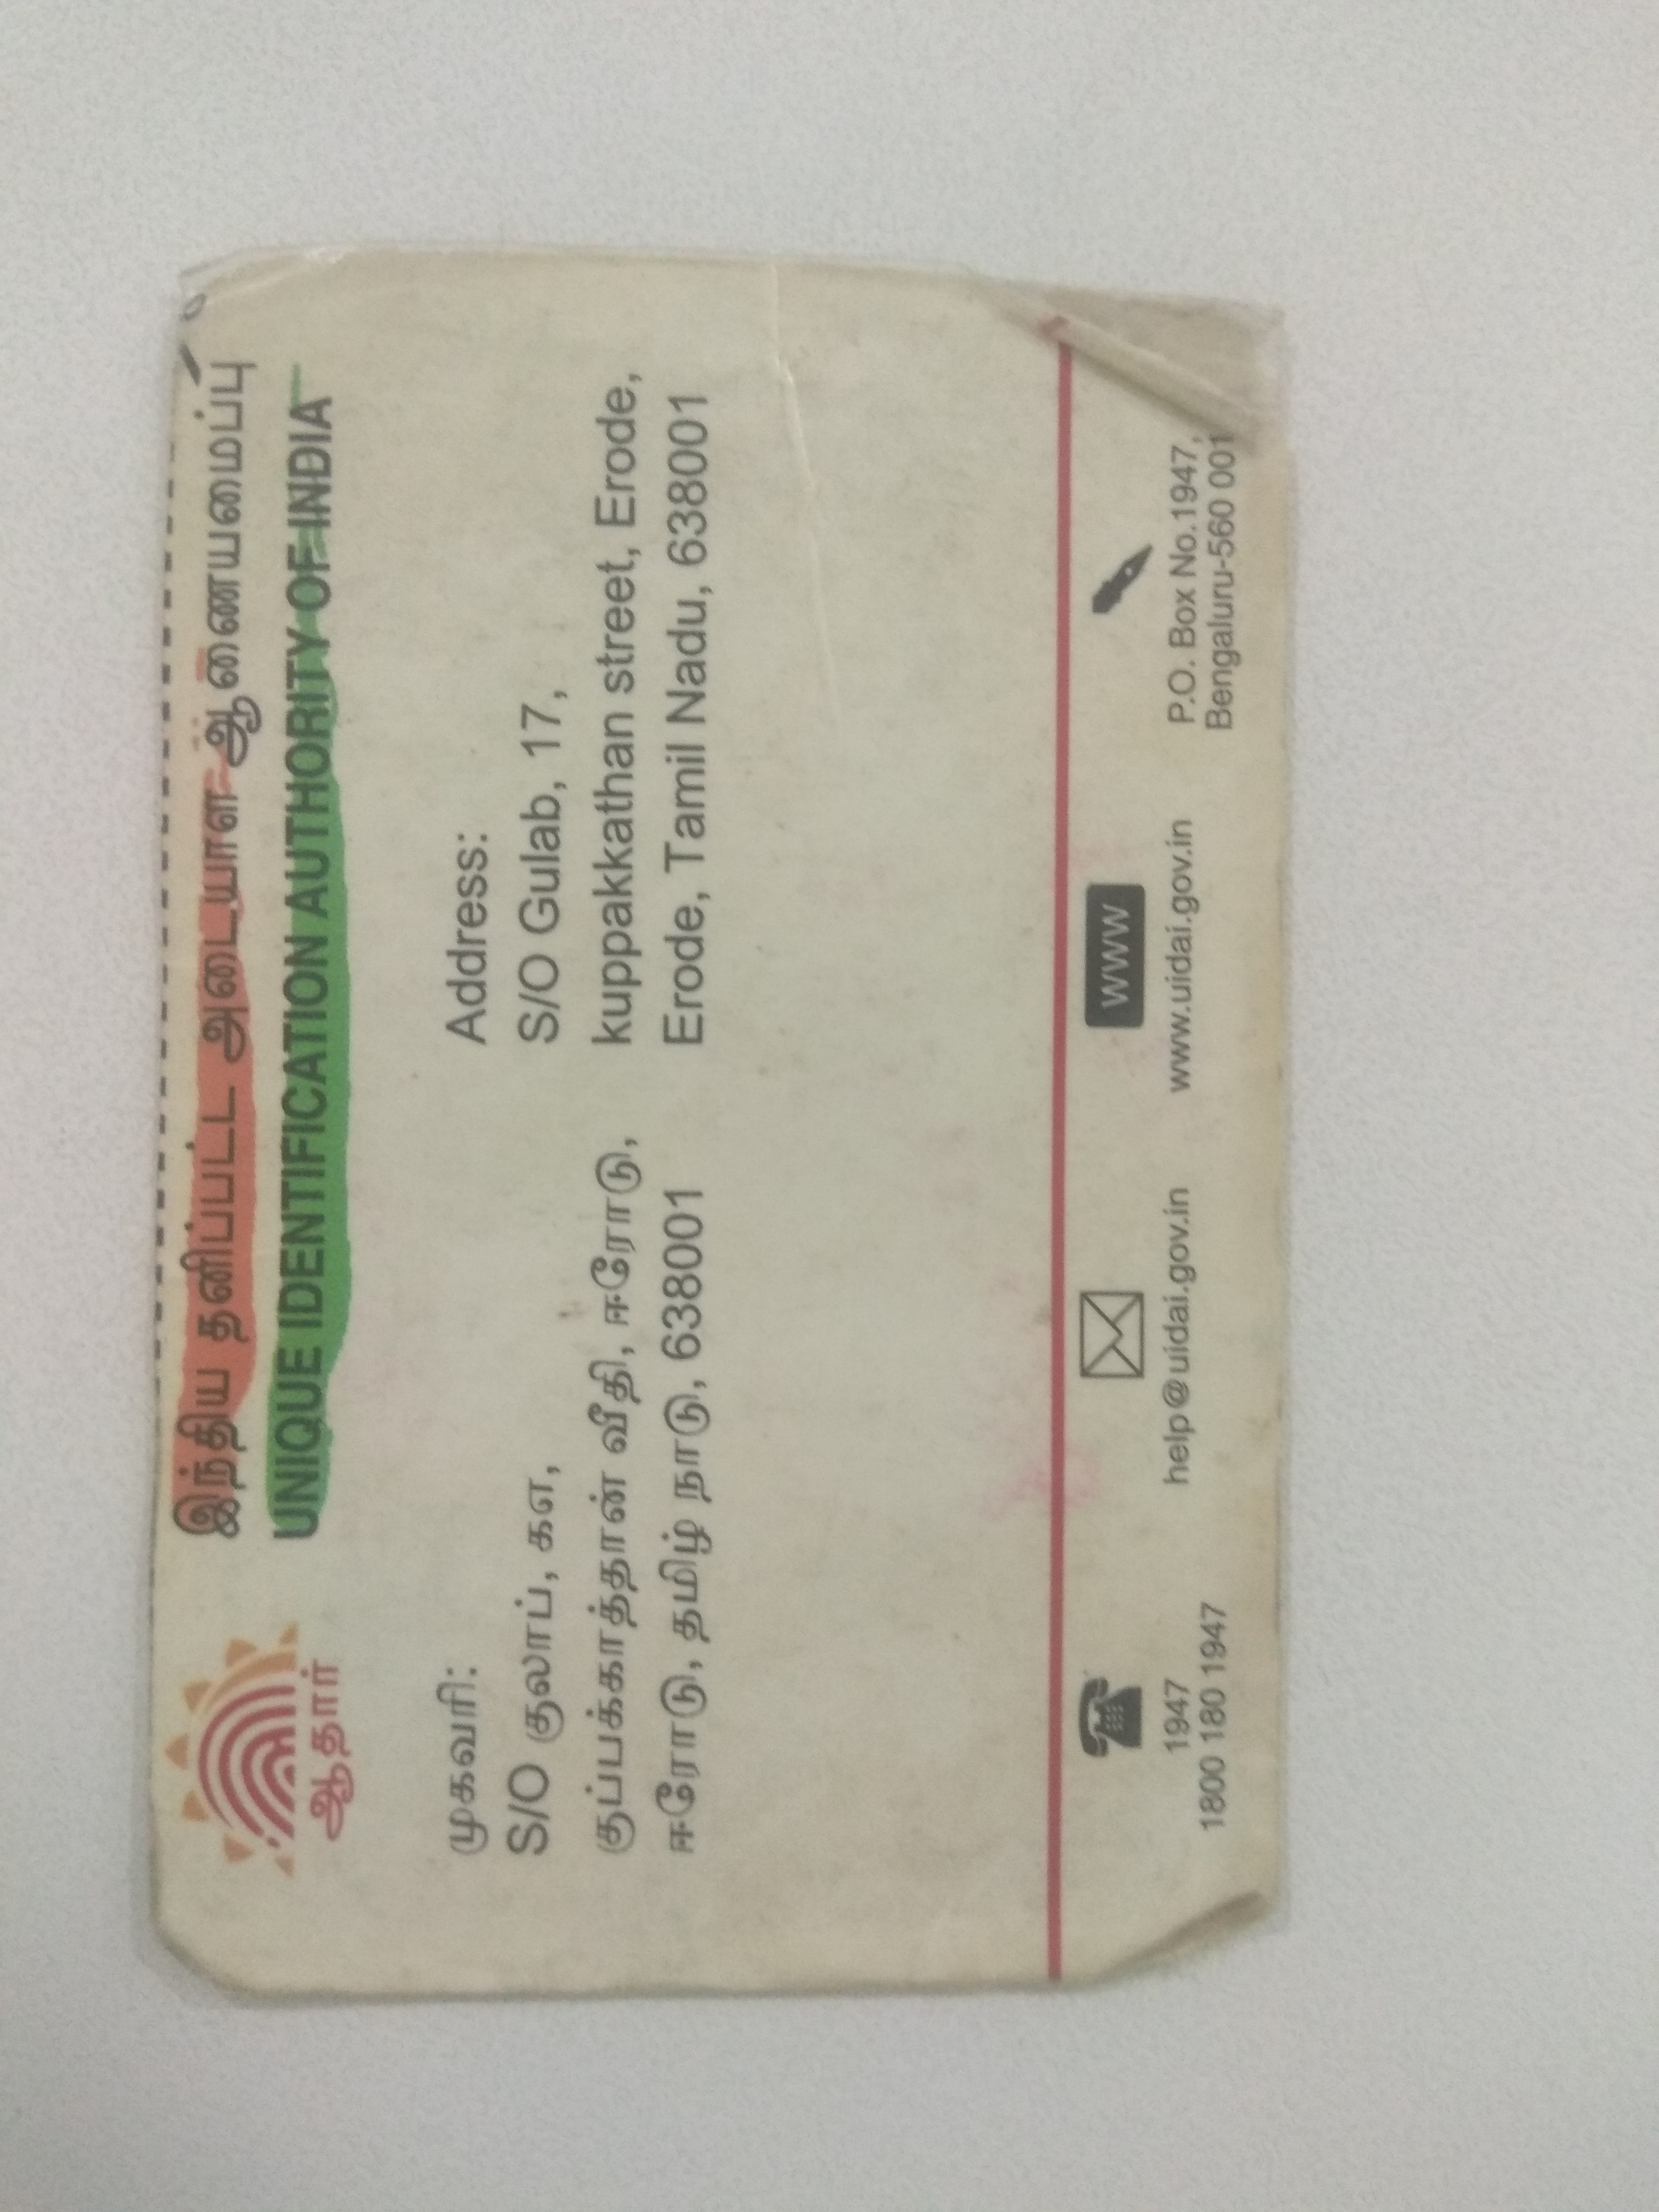 இந்திய தனிப்பட்ட அடையாள ஆணையமைப்பு
UNIQUE IDENTIFICATION AUTHORITY OF INDIA
ஆதார்
முகவரி:
S/O குலாப், கஎ,
குப்பக்காத்தான் வீதி, ஈரோடு,
ஈரோடு, தமிழ் நாடு, 638001
Address:
S/O Gulab, 17,
kuppakkathan street, Erode,
Erode, Tamil Nadu, 638001
1947
1800 180 1947
help@uidai.gov.in
WWW
www.uidai.gov.in
P.O. Box No.1947,
Bengaluru-560 001